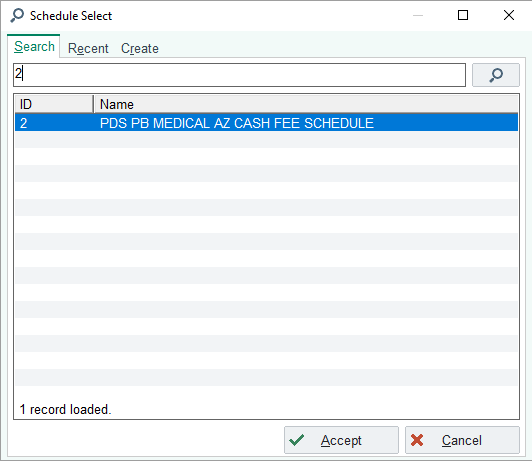 Schedule Select
Search Recent Create
2
ID Name
2 PDS PB MEDICAL AZ CASH FEE SCHEDULE
1 record loaded.
Accept Cancel